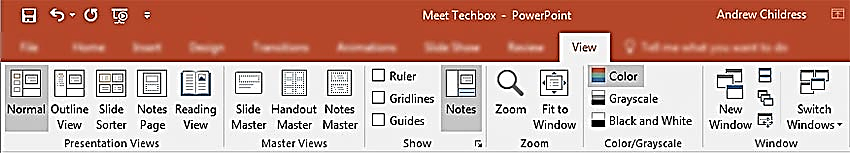 Meet Techbox - PowerPoint
Andrew Childress
File Home Insert Design Transitions Animations Slide Show Review View Tell me what you want to do
Normal
Outline View
Slide Sorter
Notes Page
Reading View
Presentation Views
Slide Master
Handout Master
Notes Master
Master Views
Ruler
Gridlines
Guides
Notes
Show
Zoom
Fit to Window
Zoom
Color
Grayscale
Black and White
Color/Grayscale
New Window
Switch Windows
Window